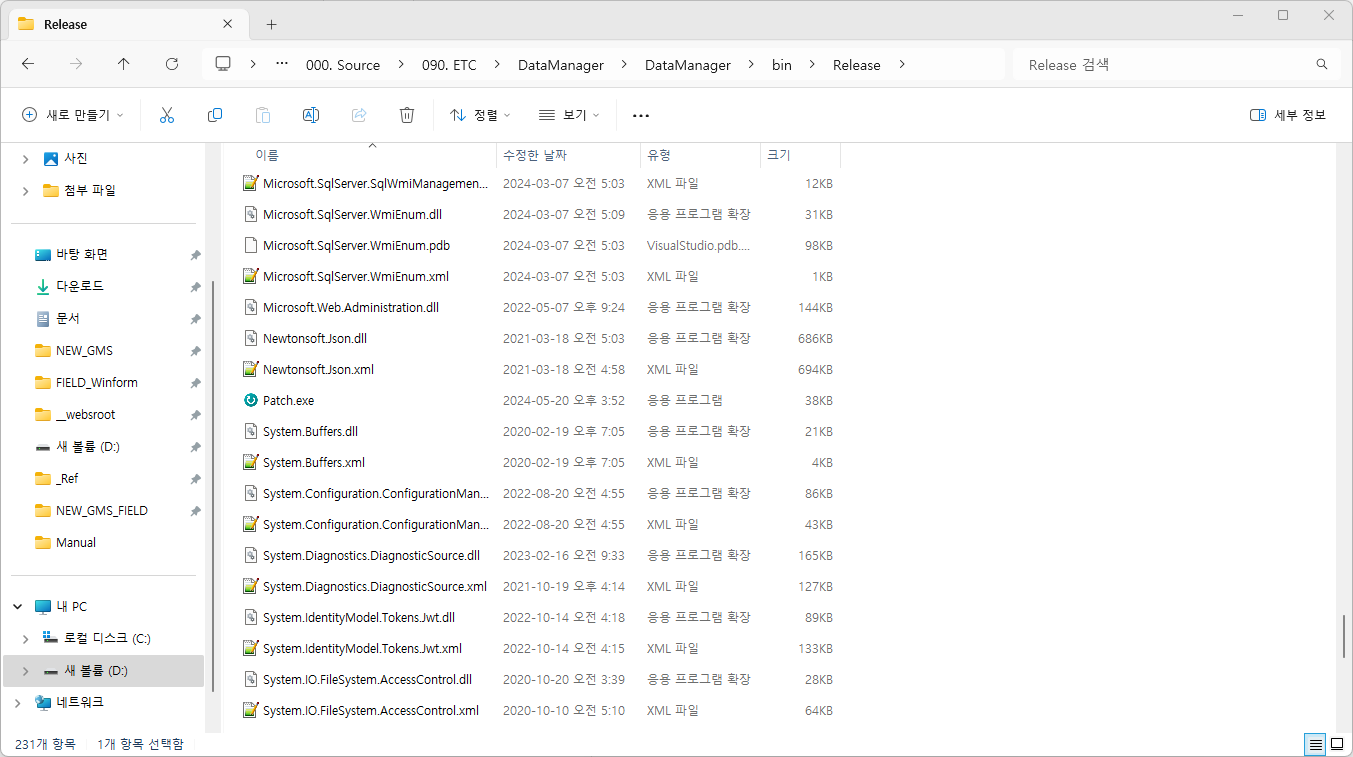 Release
000. Source 090. ETC DataManager DataManager bin Release
Release 검색
새로 만들기 정렬 보기 세부 정보
사진
첨부 파일
바탕 화면
다운로드
문서
NEW_GMS
FIELD_Winform
__websroot
새 볼륨 (D:)
_Ref
NEW_GMS_FIELD
Manual
내 PC
로컬 디스크 (C:)
새 볼륨 (D:)
네트워크
이름 수정한 날짜 유형 크기
Microsoft.SqlServer.SqlWmiManagemen... 2024-03-07 오전 5:03 XML 파일 12KB
Microsoft.SqlServer.WmiEnum.dll 2024-03-07 오전 5:09 응용 프로그램 확장 31KB
Microsoft.SqlServer.WmiEnum.pdb 2024-03-07 오전 5:03 VisualStudio.pdb.... 98KB
Microsoft.SqlServer.WmiEnum.xml 2024-03-07 오전 5:03 XML 파일 1KB
Microsoft.Web.Administration.dll 2022-05-07 오후 9:24 응용 프로그램 확장 144KB
Newtonsoft.Json.dll 2021-03-18 오전 5:03 응용 프로그램 확장 686KB
Newtonsoft.Json.xml 2021-03-18 오전 4:58 XML 파일 694KB
Patch.exe 2024-05-20 오후 3:52 응용 프로그램 38KB
System.Buffers.dll 2020-02-19 오후 7:05 응용 프로그램 확장 21KB
System.Buffers.xml 2020-02-19 오후 7:05 XML 파일 4KB
System.Configuration.ConfigurationMan... 2022-08-20 오전 4:55 응용 프로그램 확장 86KB
System.Configuration.ConfigurationMan... 2022-08-20 오전 4:55 XML 파일 43KB
System.Diagnostics.DiagnosticSource.dll 2023-02-16 오전 9:33 응용 프로그램 확장 165KB
System.Diagnostics.DiagnosticSource.xml 2021-10-19 오후 4:14 XML 파일 127KB
System.IdentityModel.Tokens.Jwt.dll 2022-10-14 오전 4:18 응용 프로그램 확장 89KB
System.IdentityModel.Tokens.Jwt.xml 2022-10-14 오전 4:15 XML 파일 133KB
System.IO.FileSystem.AccessControl.dll 2020-10-20 오전 3:39 응용 프로그램 확장 28KB
System.IO.FileSystem.AccessControl.xml 2020-10-10 오전 5:10 XML 파일 64KB
231개 항목 1개 항목 선택함